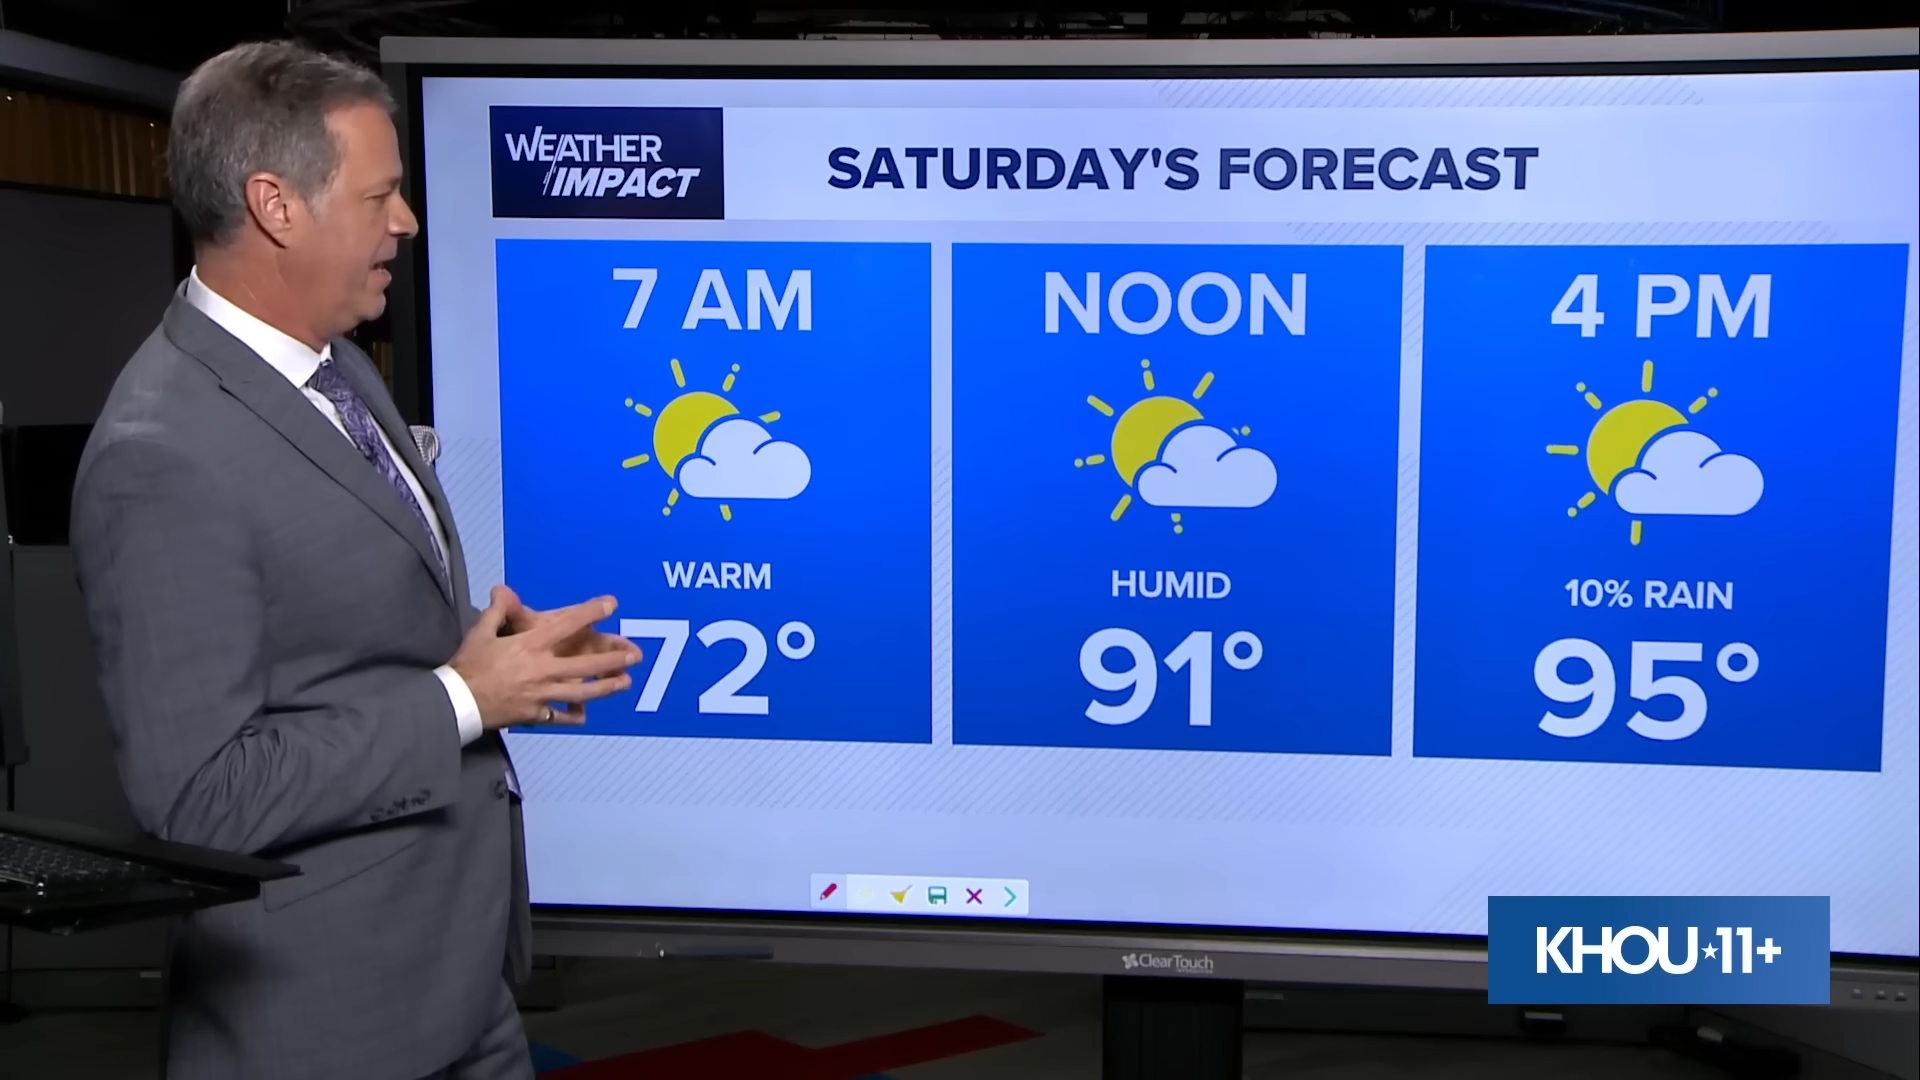 WEATHER
IMPACT
SATURDAY'S FORECAST
7 AM
WARM
72°
NOON
HUMID
91°
4 PM
10% RAIN
95°
ClearTouch
KHOU★11+